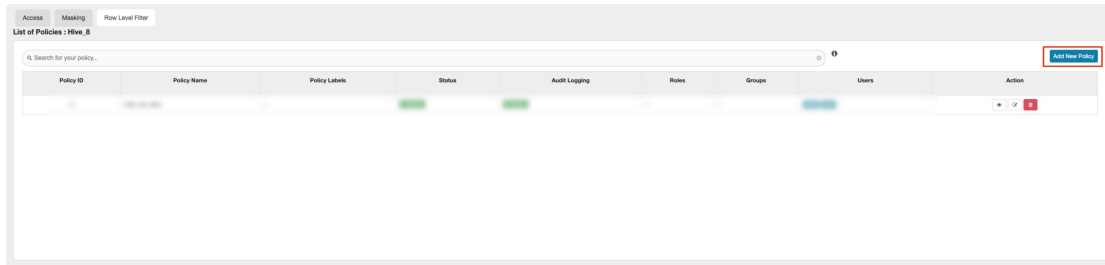 Access Masking Row Level Filter
List of Policies : Hive_8
Search for your policy...
Add New Policy
Policy ID Policy Name Policy Labels Status Audit Logging Roles Groups Users Action